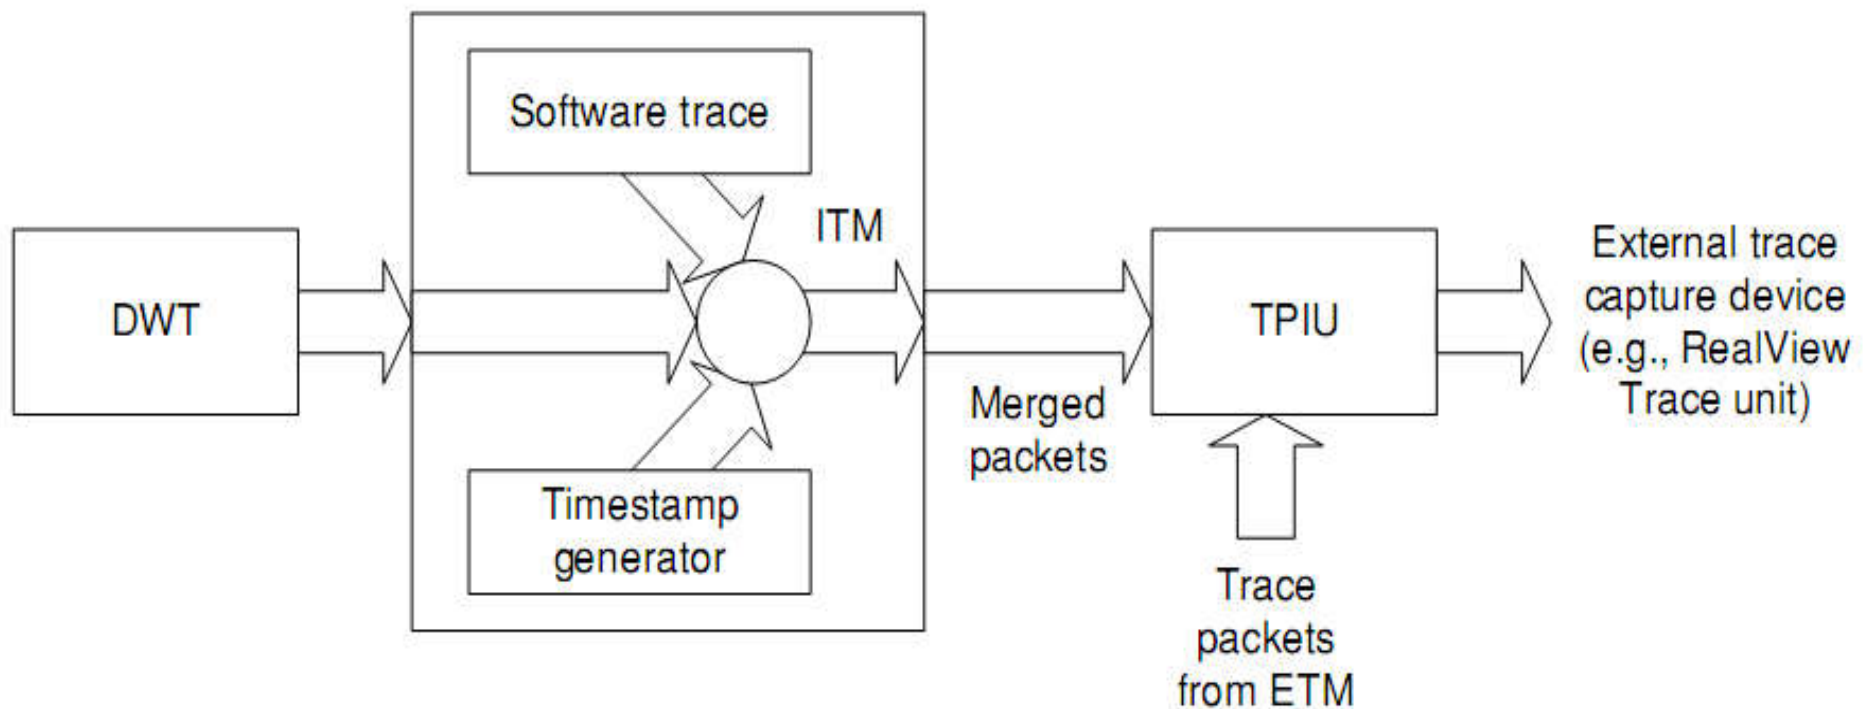 Software trace
ITM
DWT
TPIU
External trace
capture device
(e.g., RealView
Trace unit)
Merged
packets
Timestamp
generator
Trace
packets
from ETM